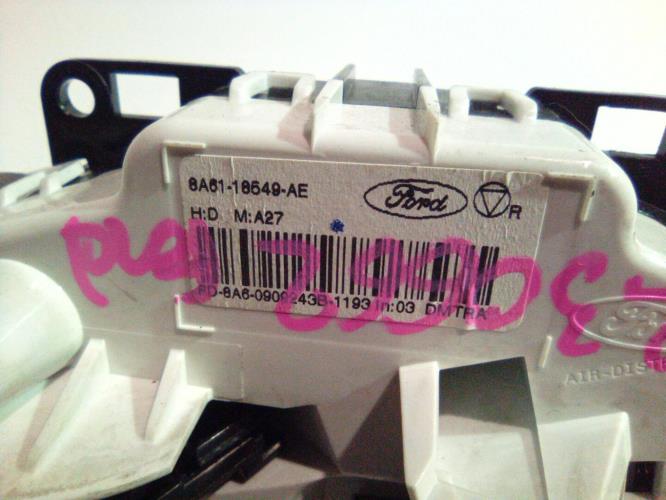 8A61-18549-AE
Ford
R
H:D M:A27
FD-8A6-0909243B-1193 In:03 DMTRA
AIR-DIST